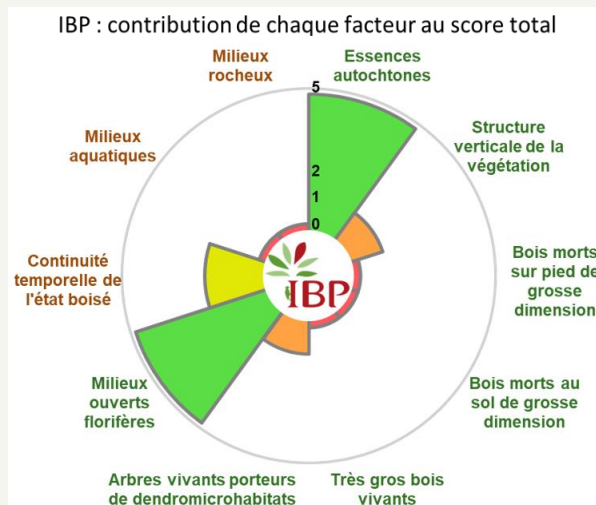 IBP : contribution de chaque facteur au score total
Milieux
rocheux
Essences
autochtones
5
2
1
0
Structure
verticale de la
végétation
Milieux
aquatiques
Bois morts
sur pied de
grosse
dimension
Continuité
temporelle de
l'état boisé
IBP
Bois morts au
sol de grosse
dimension
Milieux
ouverts
florifères
Arbres vivants porteurs
de dendromicrohabitats
Très gros bois
vivants